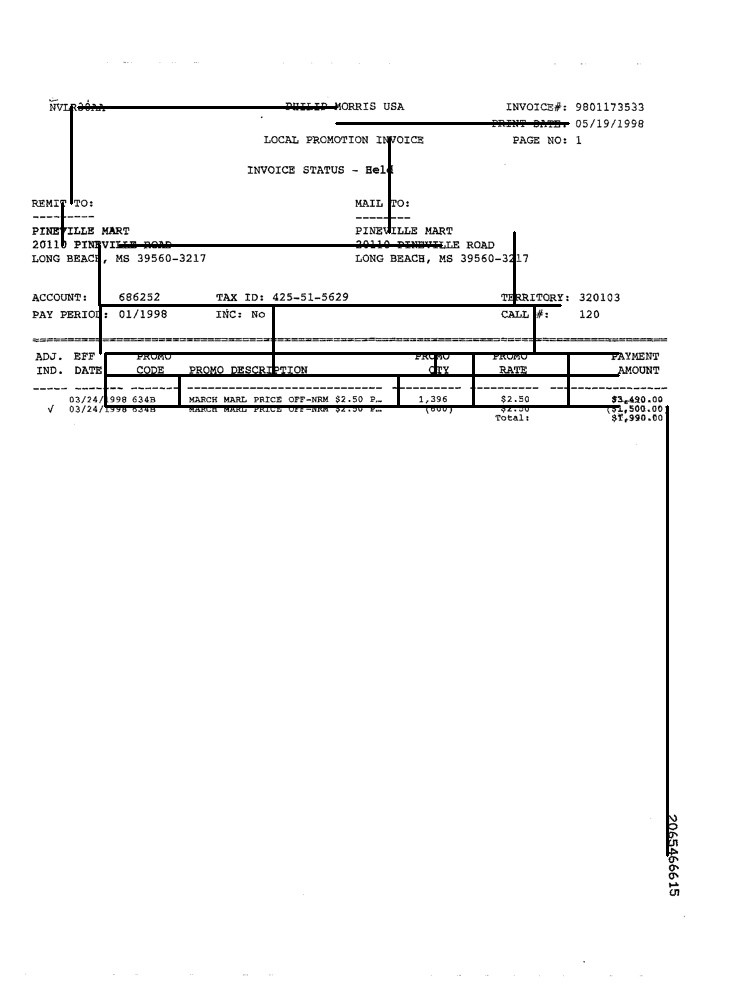 NVLR30AA PHILIP MORRIS USA INVOICE#: 9801173533
PRINT DATE: 05/19/1998
LOCAL PROMOTION INVOICE PAGE NO: 1
INVOICE STATUS - Held
REMIT TO: MAIL TO:
--------- --------
PINEVILLE MART PINEVILLE MART
20110 PINEVILLE ROAD 20110 PINEVILLE ROAD
LONG BEACH, MS 39560-3217 LONG BEACH, MS 39560-3217
ACCOUNT: 686252 TAX ID: 425-51-5629 TERRITORY: 320103
PAY PERIOD: 01/1998 INC: No CALL #: 120
ADJ. EFF PROMO PROMO PROMO PAYMENT
IND. DATE CODE PROMO DESCRIPTION QTY RATE AMOUNT
03/24/1998 634B MARCH MARL PRICE OFF-NRM $2.50 P… 1,396 $2.50 $3,490.00
√ 03/24/1998 634B MARCH MARL PRICE OFF-NRM $2.50 P… (600) $2.50 ($1,500.00)
Total: $1,990.00
2065466615